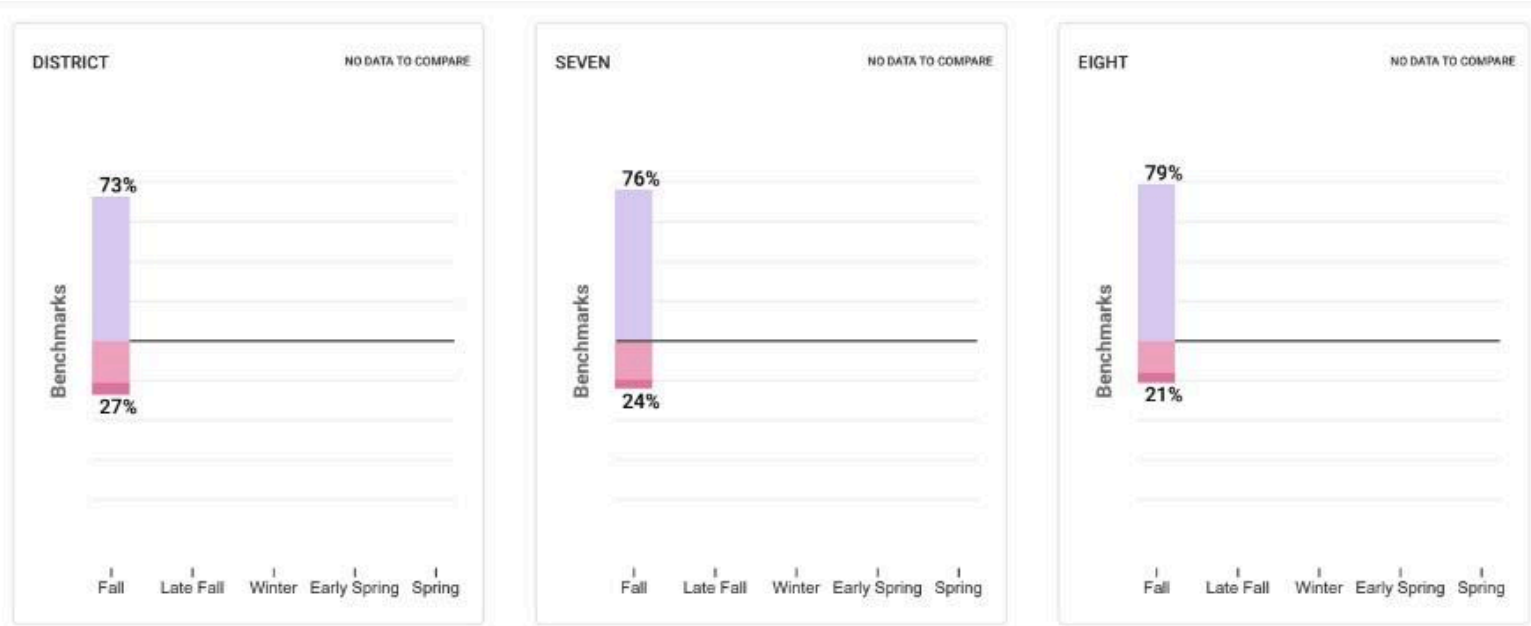 DISTRICT NO DATA TO COMPARE
73%
Benchmarks
27%
Fall Late Fall Winter Early Spring Spring
SEVEN NO DATA TO COMPARE
76%
Benchmarks
24%
Fall Late Fall Winter Early Spring Spring
EIGHT NO DATA TO COMPARE
79%
Benchmarks
21%
Fall Late Fall Winter Early Spring Spring